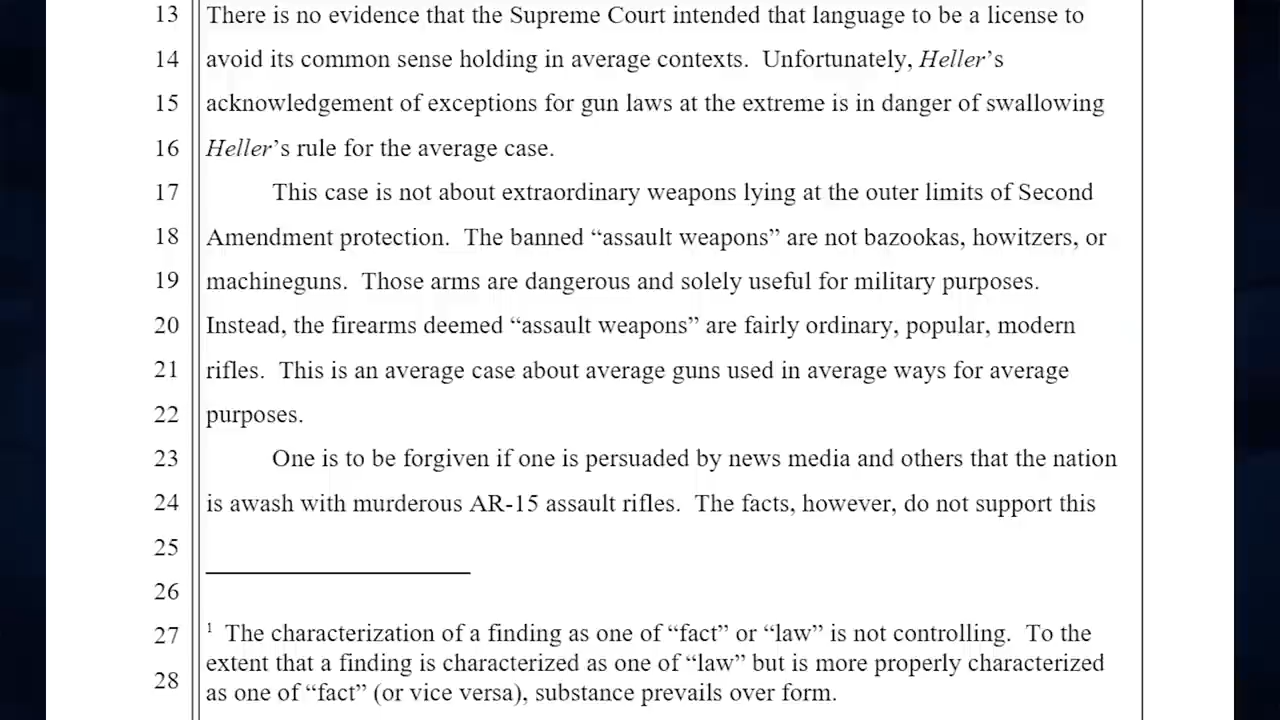 13 There is no evidence that the Supreme Court intended that language to be a license to
14 avoid its common sense holding in average contexts.  Unfortunately, Heller’s
15 acknowledgement of exceptions for gun laws at the extreme is in danger of swallowing
16 Heller’s rule for the average case.
17 This case is not about extraordinary weapons lying at the outer limits of Second
18 Amendment protection.  The banned “assault weapons” are not bazookas, howitzers, or
19 machineguns.  Those arms are dangerous and solely useful for military purposes.
20 Instead, the firearms deemed “assault weapons” are fairly ordinary, popular, modern
21 rifles.  This is an average case about average guns used in average ways for average
22 purposes.
23 One is to be forgiven if one is persuaded by news media and others that the nation
24 is awash with murderous AR-15 assault rifles.  The facts, however, do not support this
25
26
27 1 The characterization of a finding as one of “fact” or “law” is not controlling.  To the
extent that a finding is characterized as one of “law” but is more properly characterized
28 as one of “fact” (or vice versa), substance prevails over form.